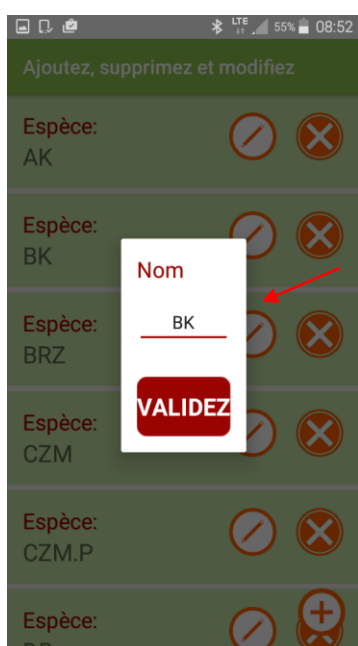 LTE 55% 08:52
Ajoutez, supprimez et modifiez
Espèce:
AK
Espèce:
BK
Nom
BK
VALIDEZ
Espèce:
BRZ
Espèce:
CZM
Espèce:
CZM.P
Espèce: